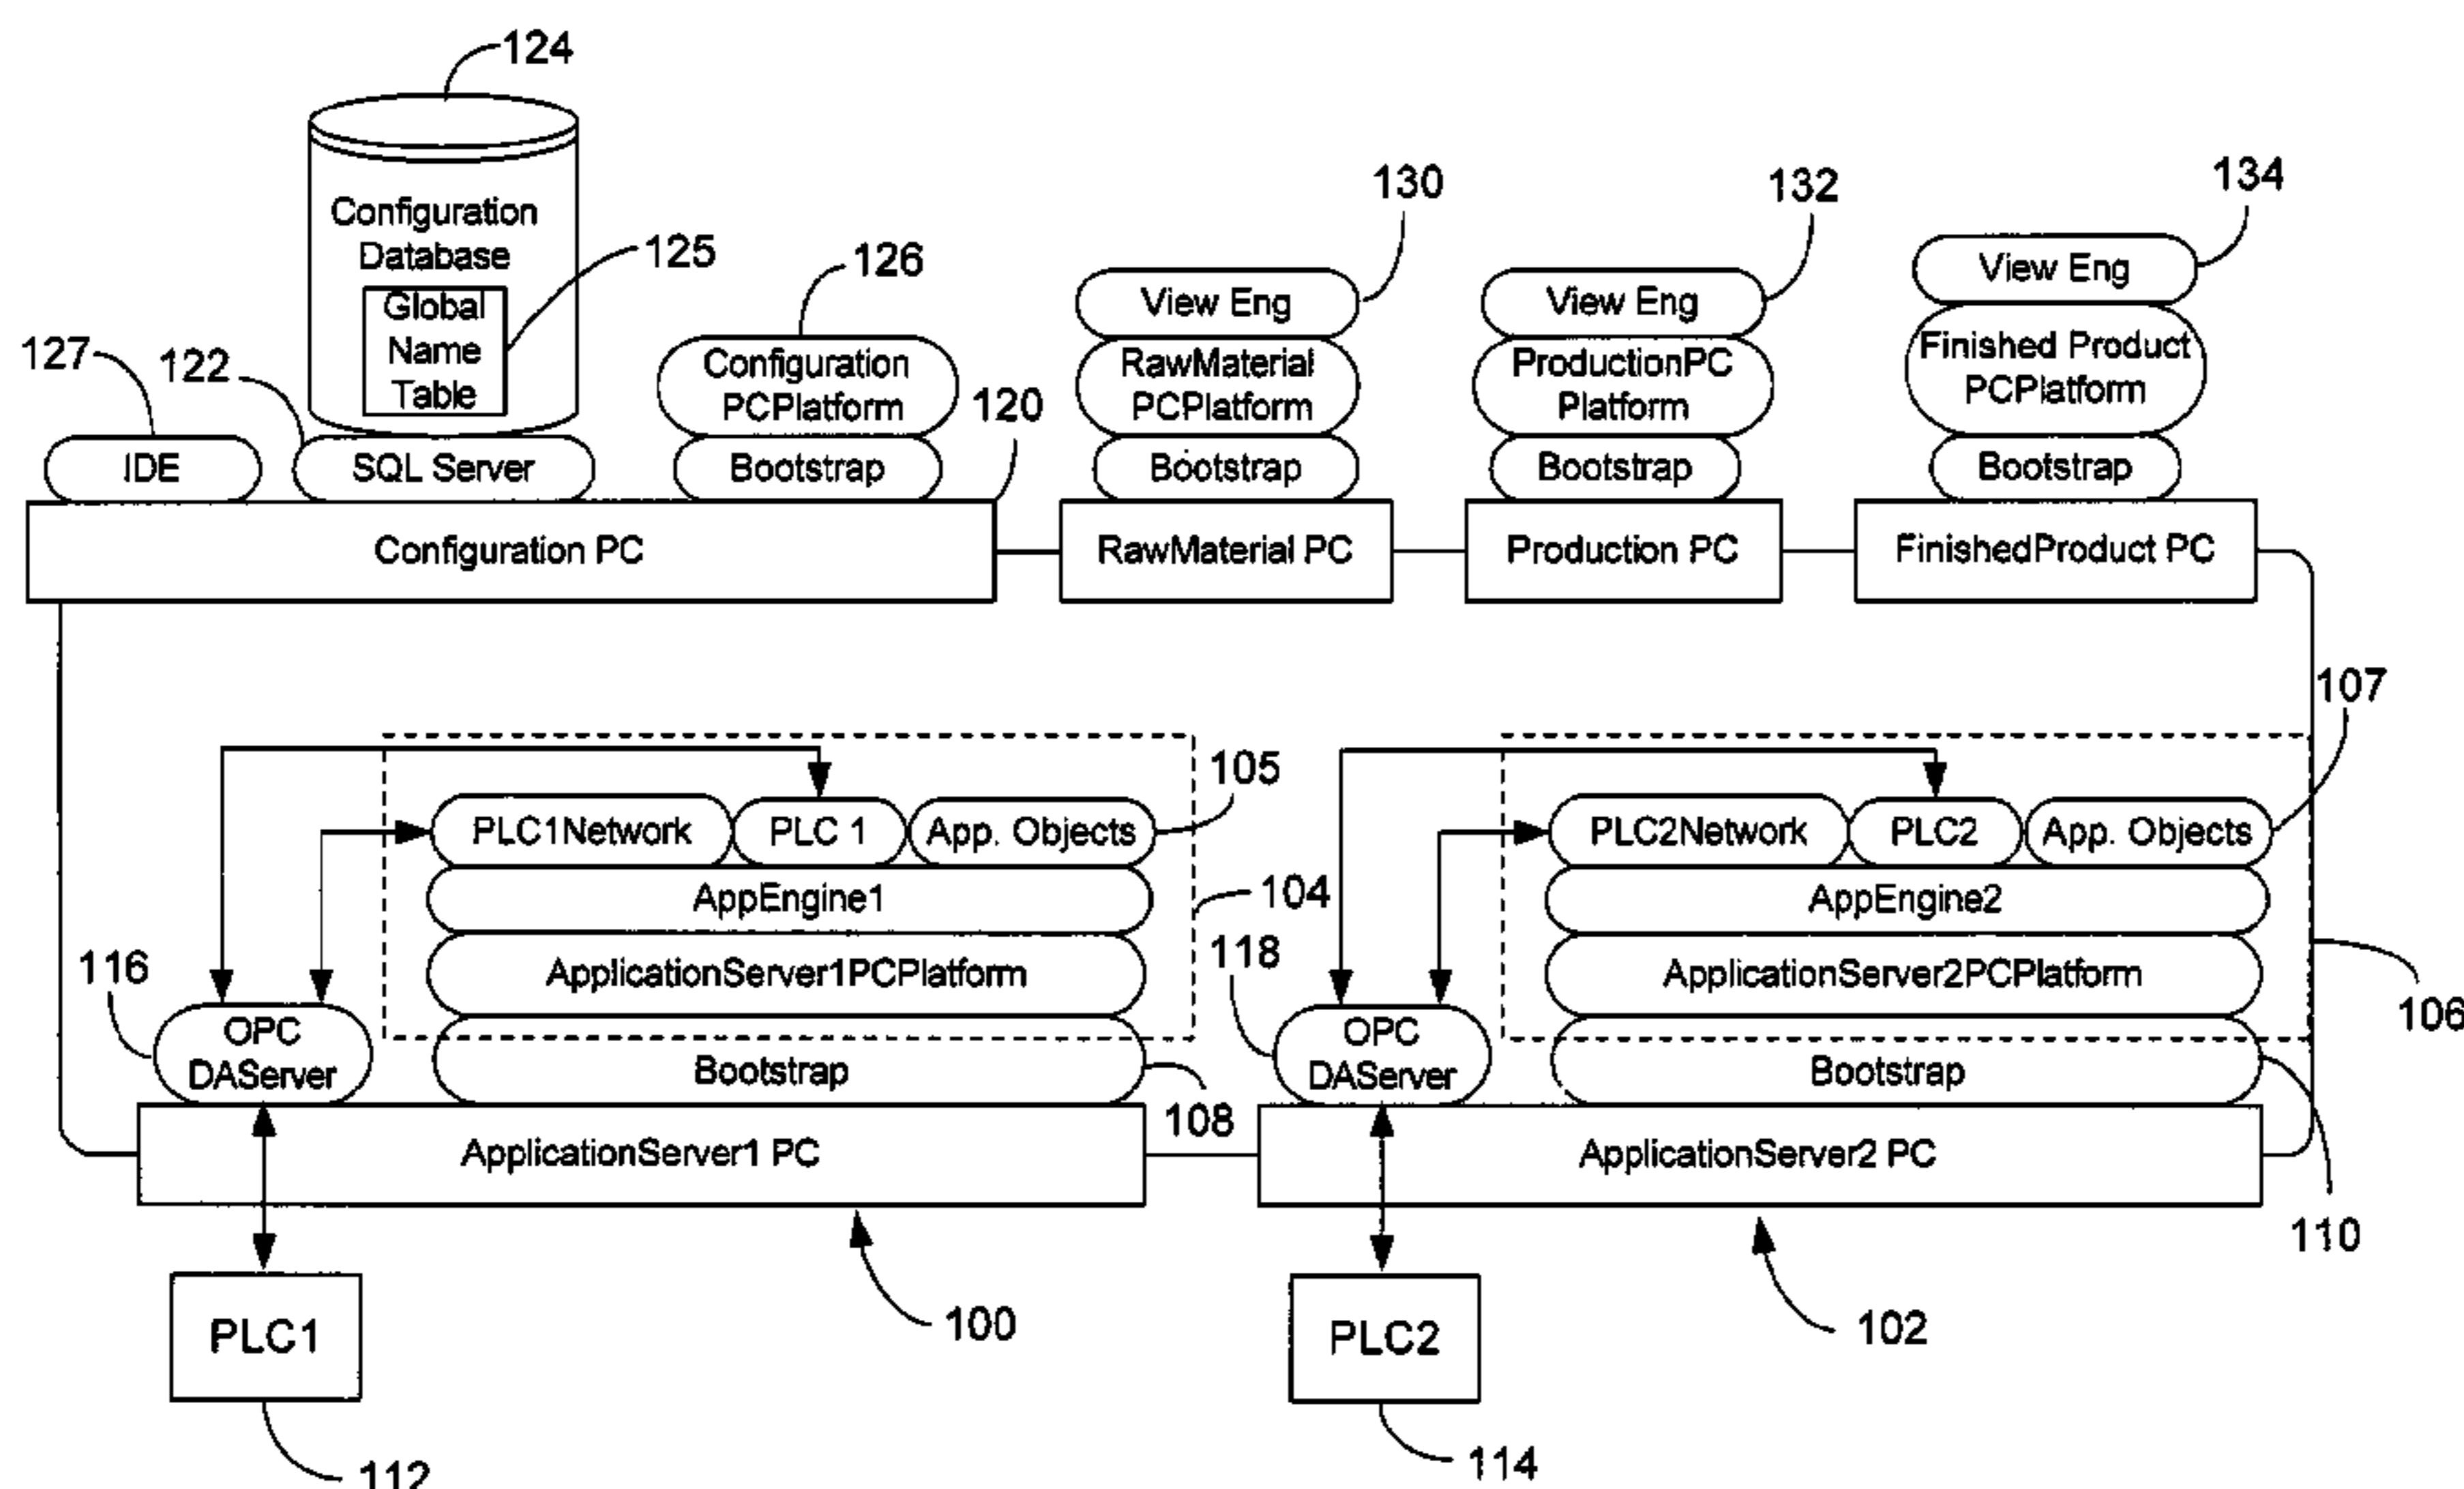 124
130
132
134
Configuration
Database
125
126
Global
Name
Table
View Eng
View Eng
View Eng
127
122
Configuration
PCPlatform
120
RawMaterial
PCPlatform
ProductionPC
Platform
Finished Product
PCPlatform
IDE
SQL Server
Bootstrap
Bootstrap
Bootstrap
Bootstrap
Configuration PC
RawMaterial PC
Production PC
FinishedProduct PC
107
105
PLC1Network
PLC 1
App. Objects
PLC2Network
PLC2
App. Objects
AppEngine1
104
AppEngine2
116
118
ApplicationServer1PCPlatform
ApplicationServer2PCPlatform
106
OPC
DAServer
Bootstrap
OPC
DAServer
Bootstrap
108
ApplicationServer1 PC
ApplicationServer2 PC
110
PLC1
100
PLC2
102
112
114